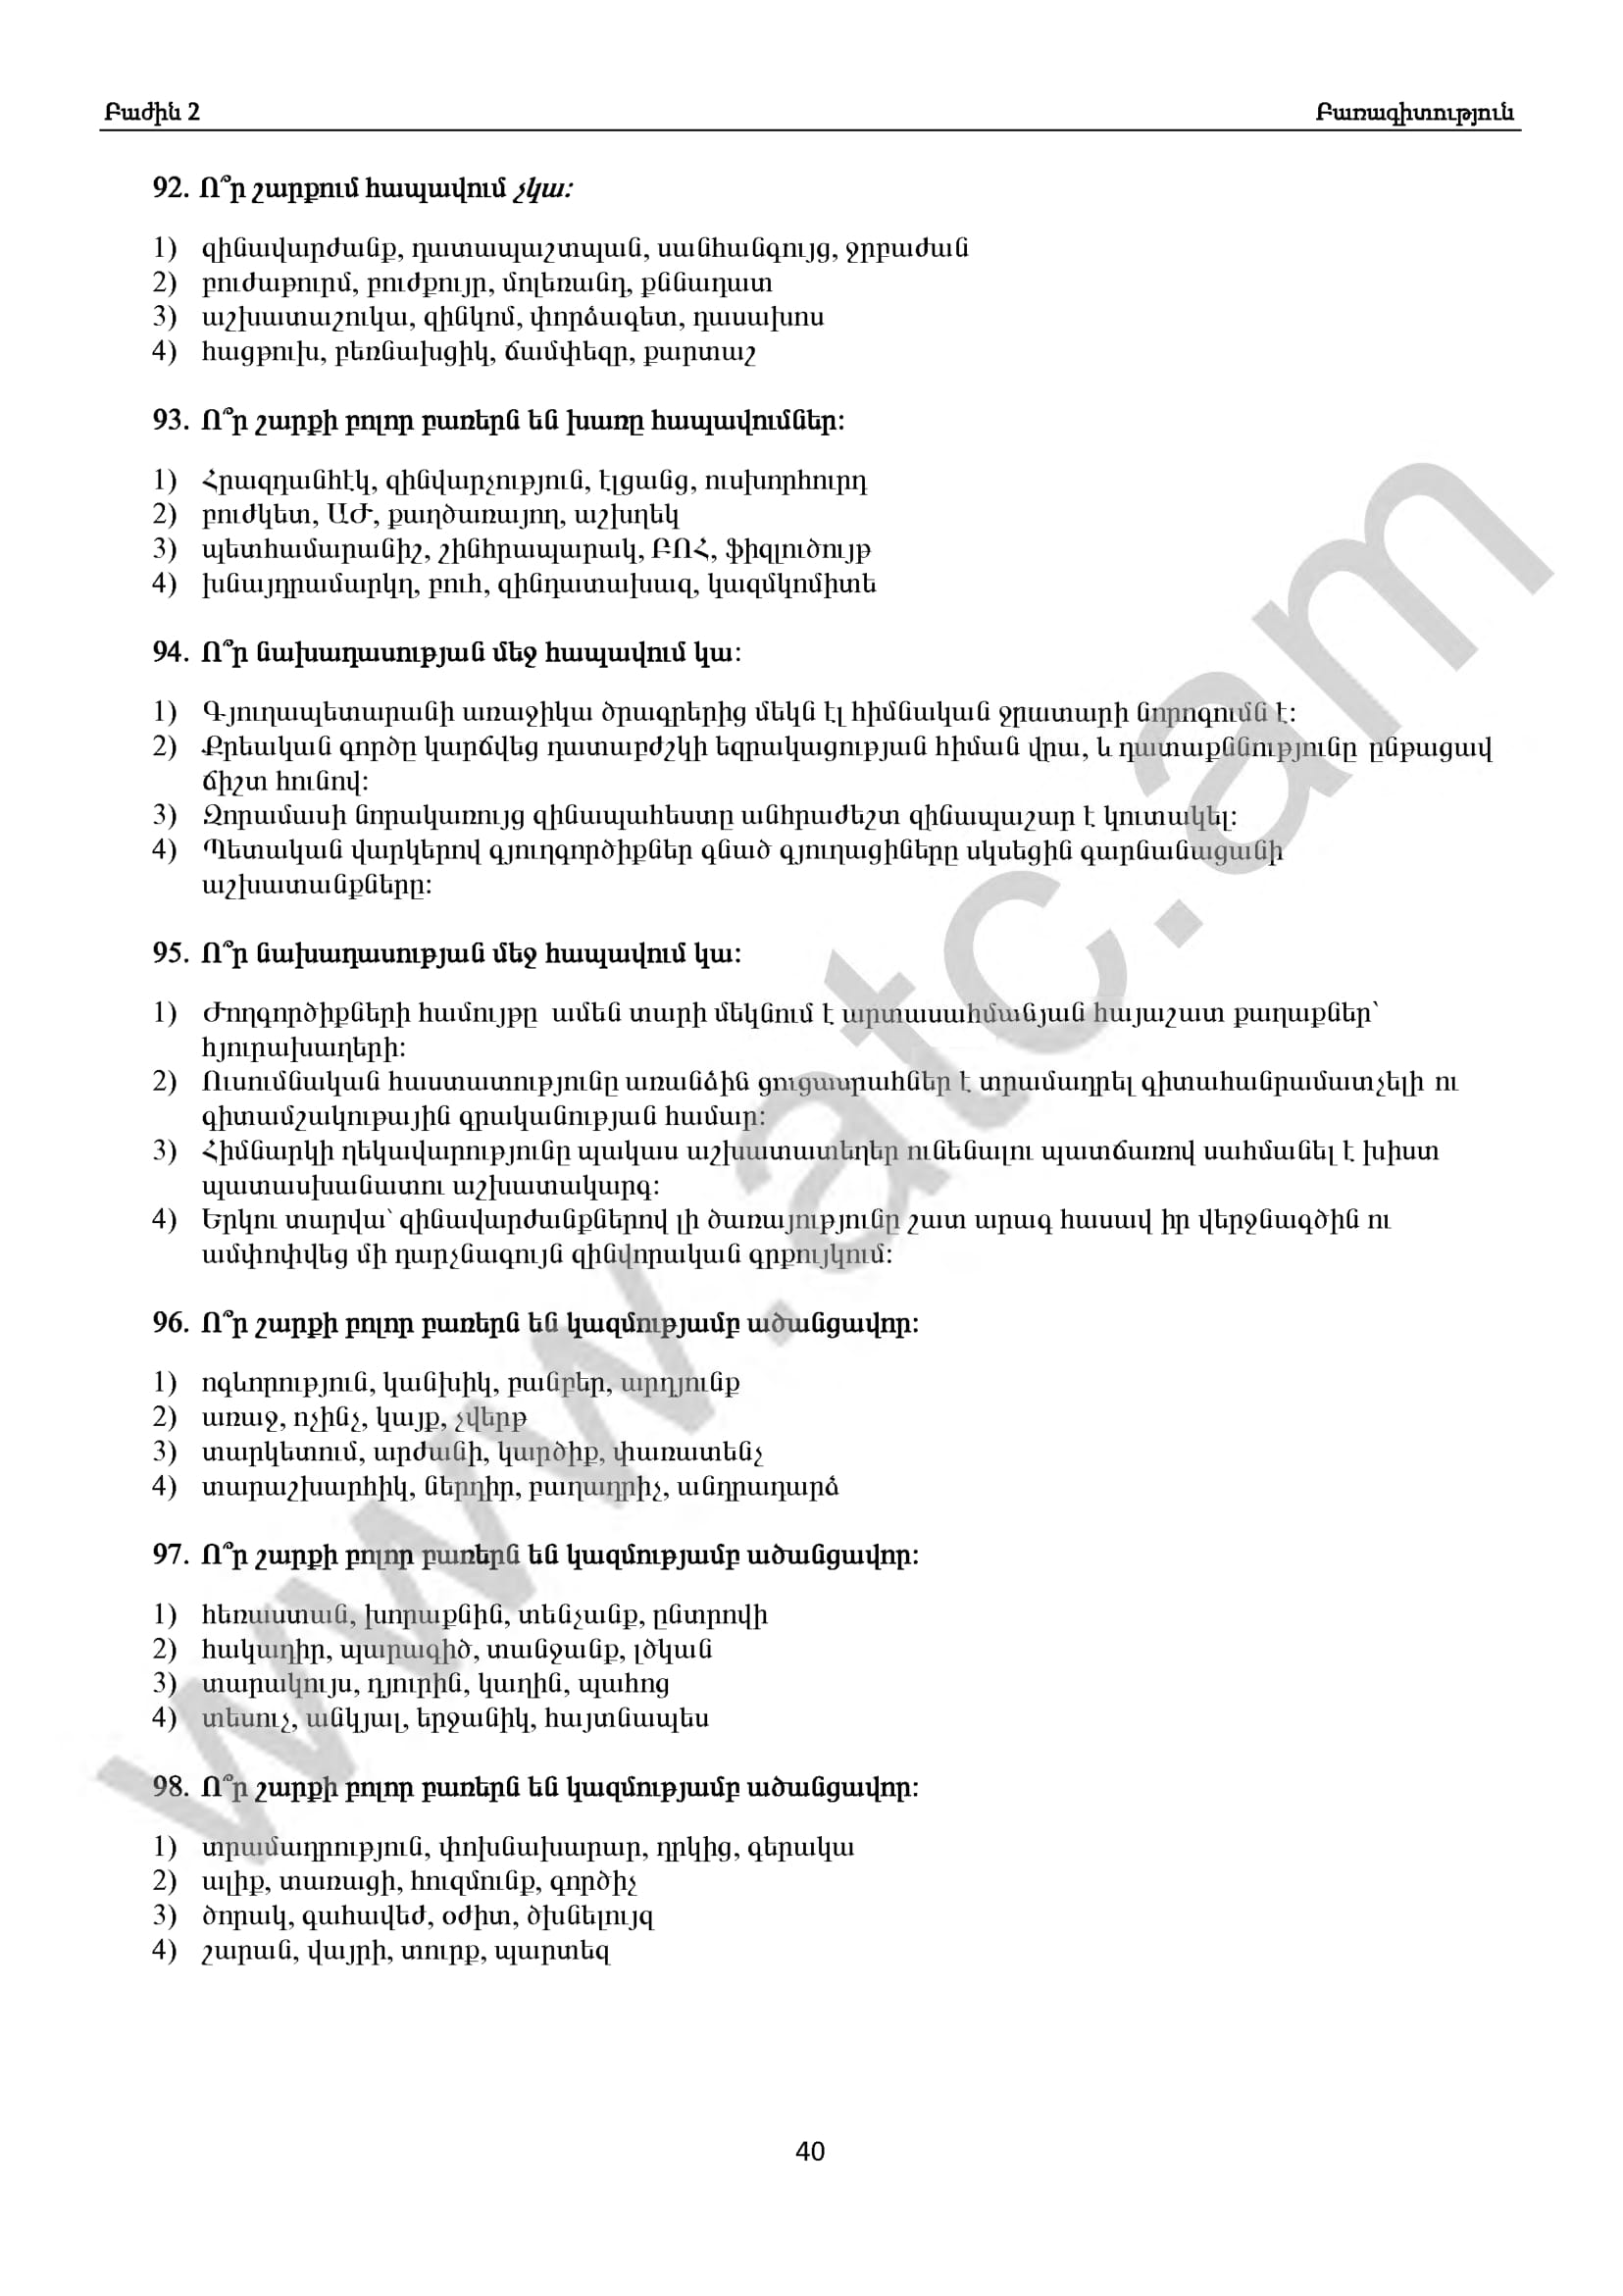 Բաժին 2 Բառագիտություն
92. Ո՞ր շարքում հապավում չկա:
1) զինավարժանք, դատապաշտպան, սանհանգույց, ջրբաժան
2) բուժաթուրմ, բուժքույր, մոլեռանդ, քննադատ
3) աշխատաշուկա, զինկոմ, փորձագետ, դասախոս
4) հացթուխ, բեռնախցիկ, ճամփեզր, քարտաշ
93. Ո՞ր շարքի բոլոր բառերն են խառը հապավումներ:
1) Հրազդանհէկ, զինվարչություն, էլցանց, ուսխորհուրդ
2) բուժկետ, ԱԺ, քաղծառայող, աշխղեկ
3) պետհամարանիշ, շինհրապարակ, ԲՈՀ, ֆիզլուծույթ
4) խնայդրամարկղ, բուհ, զինդատախազ, կազմկոմիտե
94. Ո՞ր նախադասության մեջ հապավում կա:
1) Գյուղապետարանի առաջիկա ծրագրերից մեկն էլ հիմնական ջրատարի նորոգումն է:
2) Քրեական գործը կարճվեց դատաբժշկի եզրակացության հիման վրա, և դատաքննությունը ընթացավ
ճիշտ հունով:
3) Զորամասի նորակառույց զինապահեստը անհրաժեշտ զինապաշար է կուտակել:
4) Պետական վարկերով գյուղգործիքներ գնած գյուղացիները սկսեցին գարնանացանի
աշխատանքները:
95. Ո՞ր նախադասության մեջ հապավում կա:
1) Ժողգործիքների համույթը ամեն տարի մեկնում է արտասահմանյան հայաշատ քաղաքներ՝
հյուրախաղերի:
2) Ուսումնական հաստատությունը առանձին ցուցասրահներ է տրամադրել գիտահանրամատչելի ու
գիտամշակութային գրականության համար:
3) Հիմնարկի ղեկավարությունը պակաս աշխատատեղեր ունենալու պատճառով սահմանել է խիստ
պատասխանատու աշխատակարգ:
4) Երկու տարվա՝ զինավարժանքներով լի ծառայությունը շատ արագ հասավ իր վերջնագծին ու
ամփոփվեց մի դարչնագույն զինվորական գրքույկում:
96. Ո՞ր շարքի բոլոր բառերն են կազմությամբ ածանցավոր:
1) ոգևորություն, կանխիկ, բանբեր, արդյունք
2) առաջ, ոչինչ, կայք, չվերթ
3) տարկետում, արժանի, կարծիք, փառատենչ
4) տարաշխարհիկ, ներդիր, բաղադրիչ, անդրադարձ
97. Ո՞ր շարքի բոլոր բառերն են կազմությամբ ածանցավոր:
1) հեռաստան, խորաքնին, տենչանք, ընտրովի
2) հակադիր, պարագիծ, տանջանք, լծկան
3) տարակույս, դյուրին, կաղին, պահոց
4) տեսուչ, անկյալ, երջանիկ, հայտնապես
98. Ո՞ր շարքի բոլոր բառերն են կազմությամբ ածանցավոր:
1) տրամադրություն, փոխնախարար, դրկից, գերակա
2) ալիք, տառացի, հուզմունք, գործիչ
3) ծորակ, գահավեժ, օժիտ, ծխնելույզ
4) շարան, վայրի, տուրք, պարտեզ
www.atc.am
40